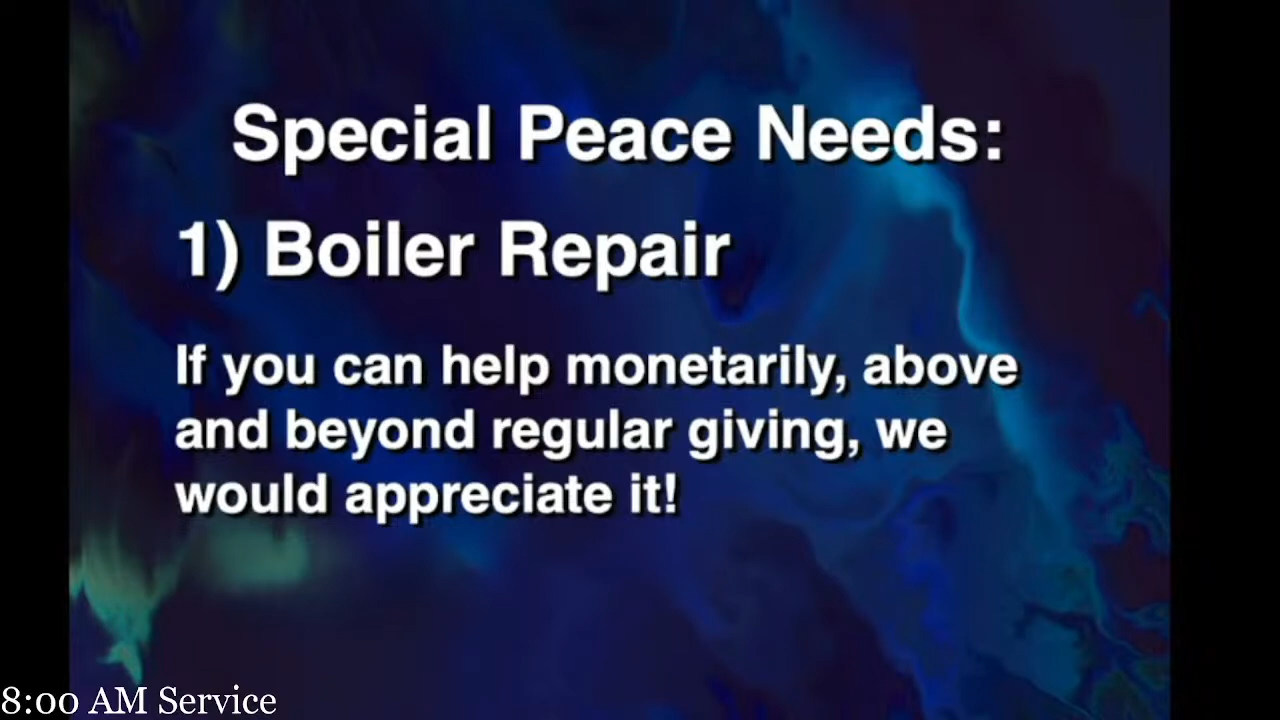 Special Peace Needs:
1) Boiler Repair
If you can help monetarily, above
and beyond regular giving, we
would appreciate it!
8:00 AM Service